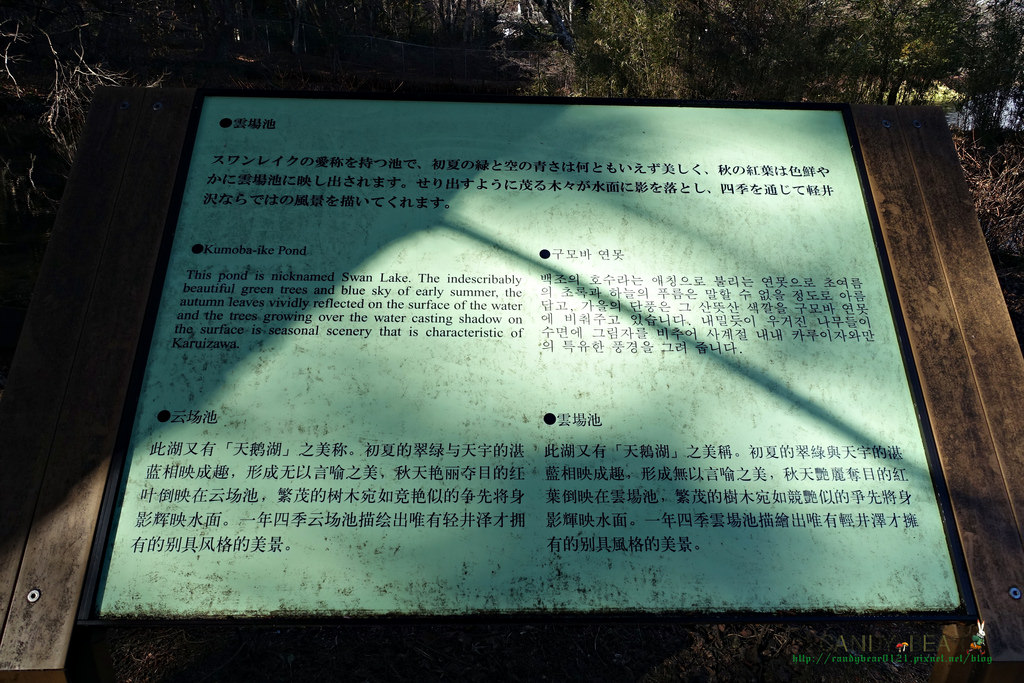 ●雲場池
スワンレイクの愛称を持つ池で、初夏の緑と空の青さは何ともいえず美しく、秋の紅葉は色鮮や
かに雲場池に映し出されます。せり出すように茂る木々が水面に影を落とし、四季を通じて軽井
沢ならではの風景を描いてくれます。
●Kumoba-ike Pond
This pond is nicknamed Swan Lake. The indescribably
beautiful green trees and blue sky of early summer, the
autumn leaves vividly reflected on the surface of the water
and the trees growing over the water casting shadow on
the surface is seasonal scenery that is characteristic of
Karuizawa.
●구모바 연못
백조의 호수라는 애칭으로 불리는 연못으로 초여름
의 초록과 하늘의 푸름은 말할 수 없을 정도로 아름
답고, 가을의 단풍은 그 산뜻산 색깔을 구모바 연못
에 비춰주고 있습니다. 내밀듯이 우거진 나무들이
수면에 그림자를 비추어 사계절 내내 카루이자와만
의 특유한 풍경을 그려 줍니다.
●云场池
此湖又有「天鹅湖」之美称。初夏的翠绿与天宇的湛
蓝相映成趣，形成无以言喻之美，秋天艳丽夺目的红
叶倒映在云场池，繁茂的树木宛如竞艳似的争先将身
影辉映水面。一年四季云场池描绘出唯有轻井泽才拥
有的别具风格的美景。
●雲場池
此湖又有「天鵝湖」之美稱。初夏的翠綠與天宇的湛
藍相映成趣，形成無以言喻之美，秋天艷麗奪目的紅
葉倒映在雲場池，繁茂的樹木宛如競艷似的爭先將身
影輝映水面。一年四季雲場池描繪出唯有輕井澤才擁
有的別具風格的美景。
http://candybear0131.pixnet.net/blog